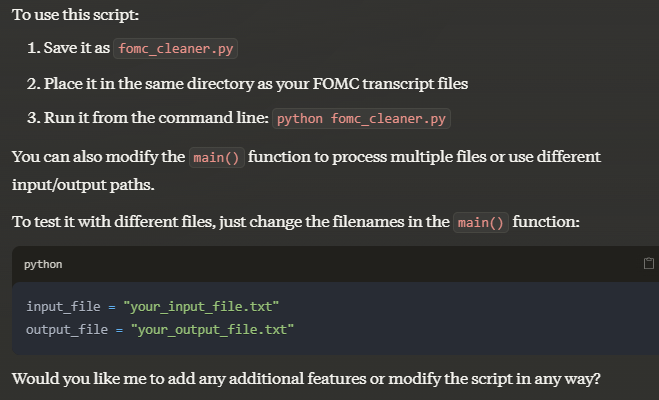 To use this script:
1. Save it as fomc_cleaner.py
2. Place it in the same directory as your FOMC transcript files
3. Run it from the command line: python fomc_cleaner.py
You can also modify the main() function to process multiple files or use different
input/output paths.
To test it with different files, just change the filenames in the main() function:
python
input_file = "your_input_file.txt"
output_file = "your_output_file.txt"
Would you like me to add any additional features or modify the script in any way?